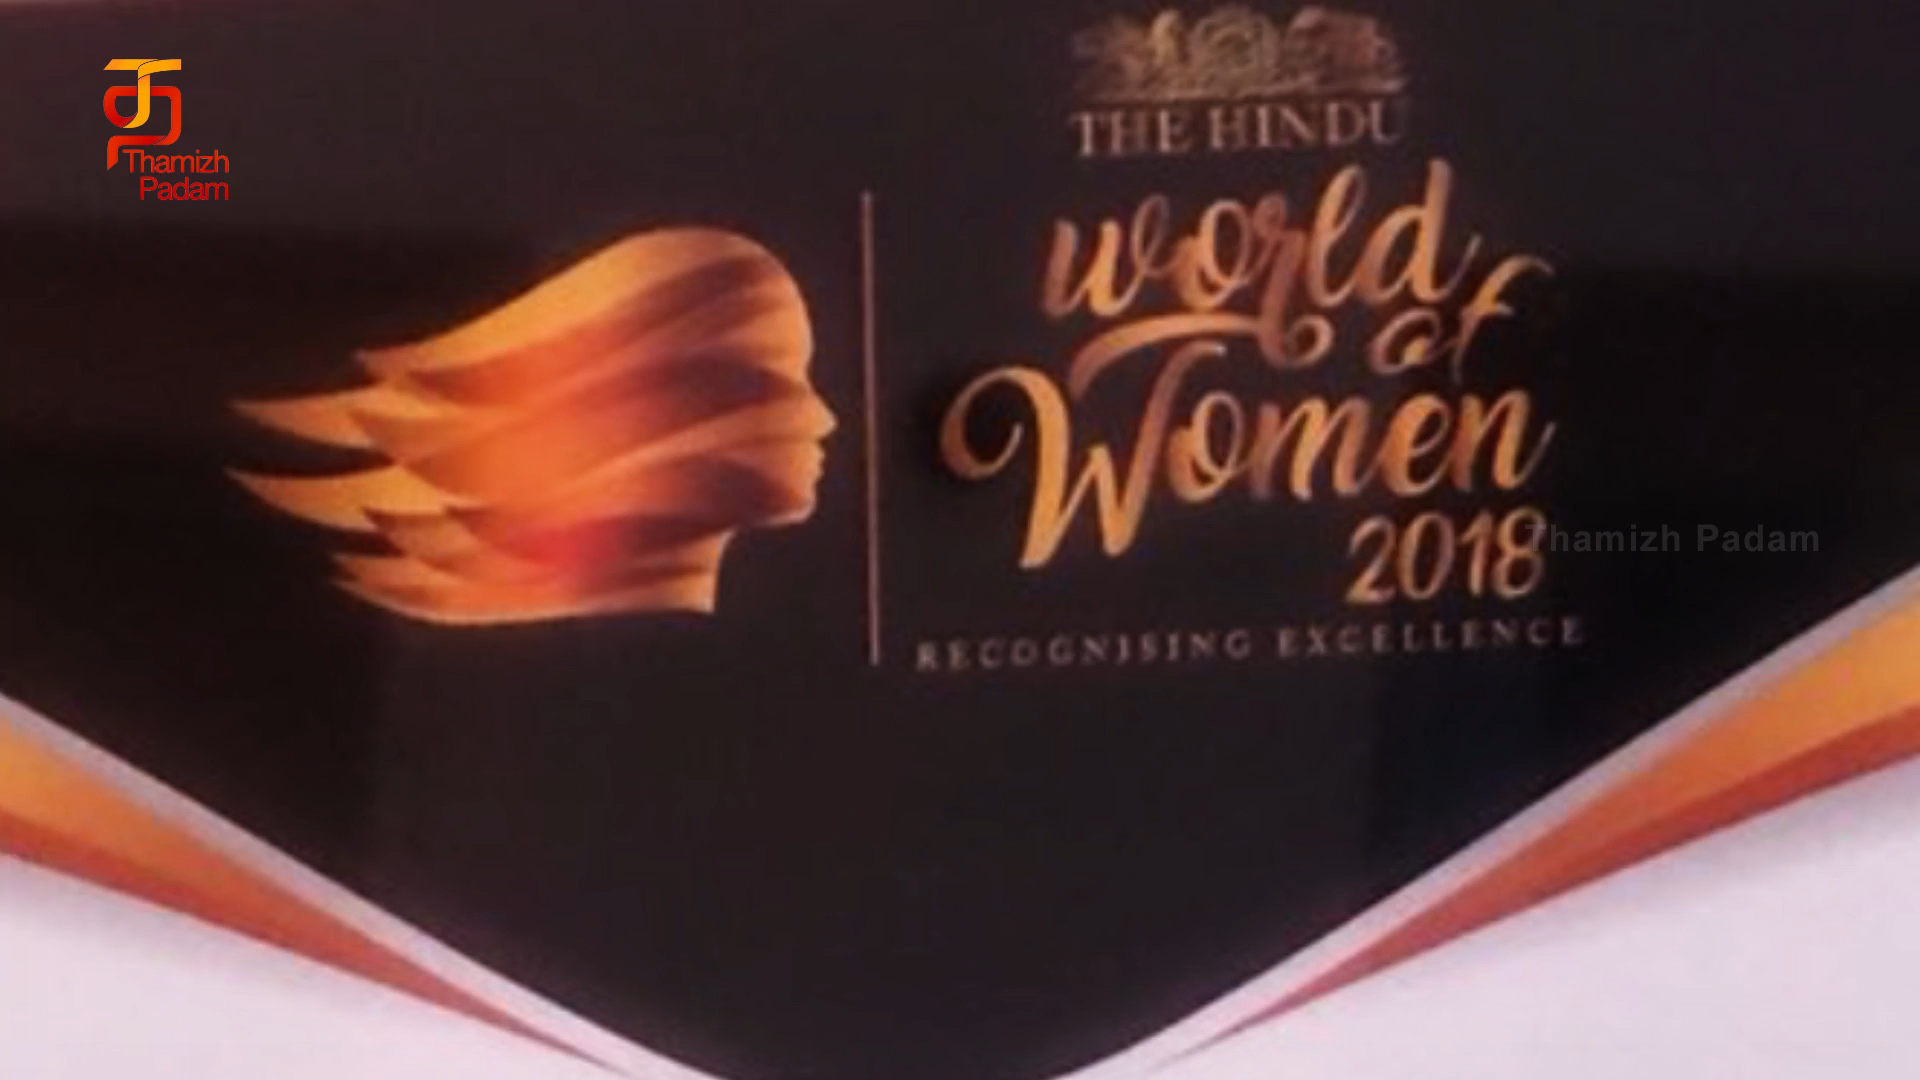 Thamizh
Padam
THE HINDU
world
of
Women
2018
RECOGNISING EXCELLENCE
Thamizh Padam